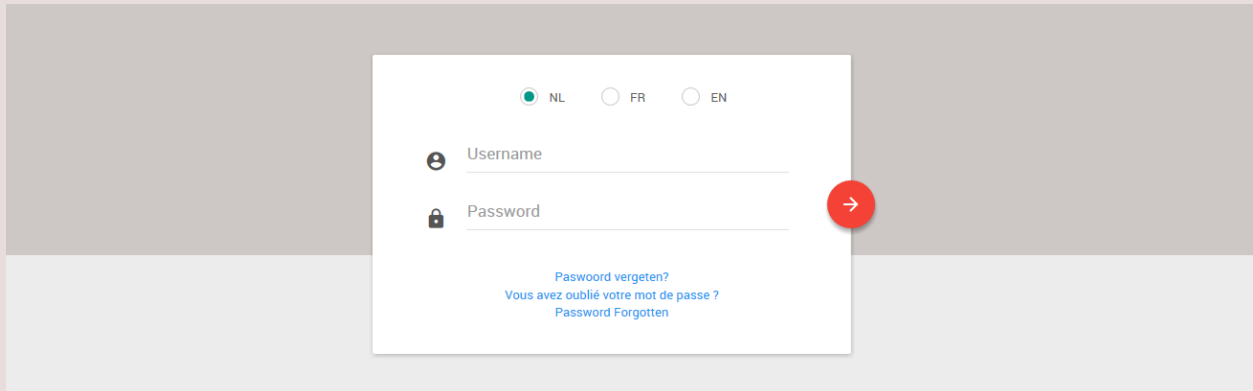 NL FR EN
Username
Password
Paswoord vergeten?
Vous avez oublié votre mot de passe ?
Password Forgotten